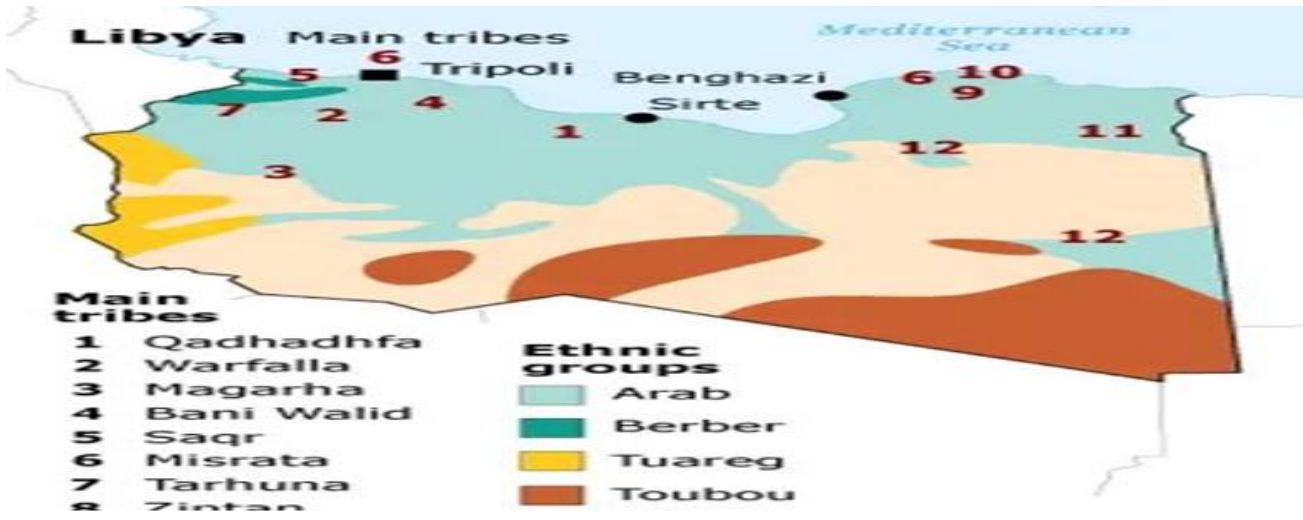 Libya Main tribes
Mediterranean
Sea
6
5
Tripoli
10
6
9
Benghazi
Sirte
7
2
4
1
11
12
3
12
Main
tribes
1 Qadhadhfa
2 Warfalla
3 Magarha
4 Bani Walid
5 Saqr
6 Misrata
7 Tarhuna
8 Zintan
Ethnic
groups
Arab
Berber
Tuareg
Toubou